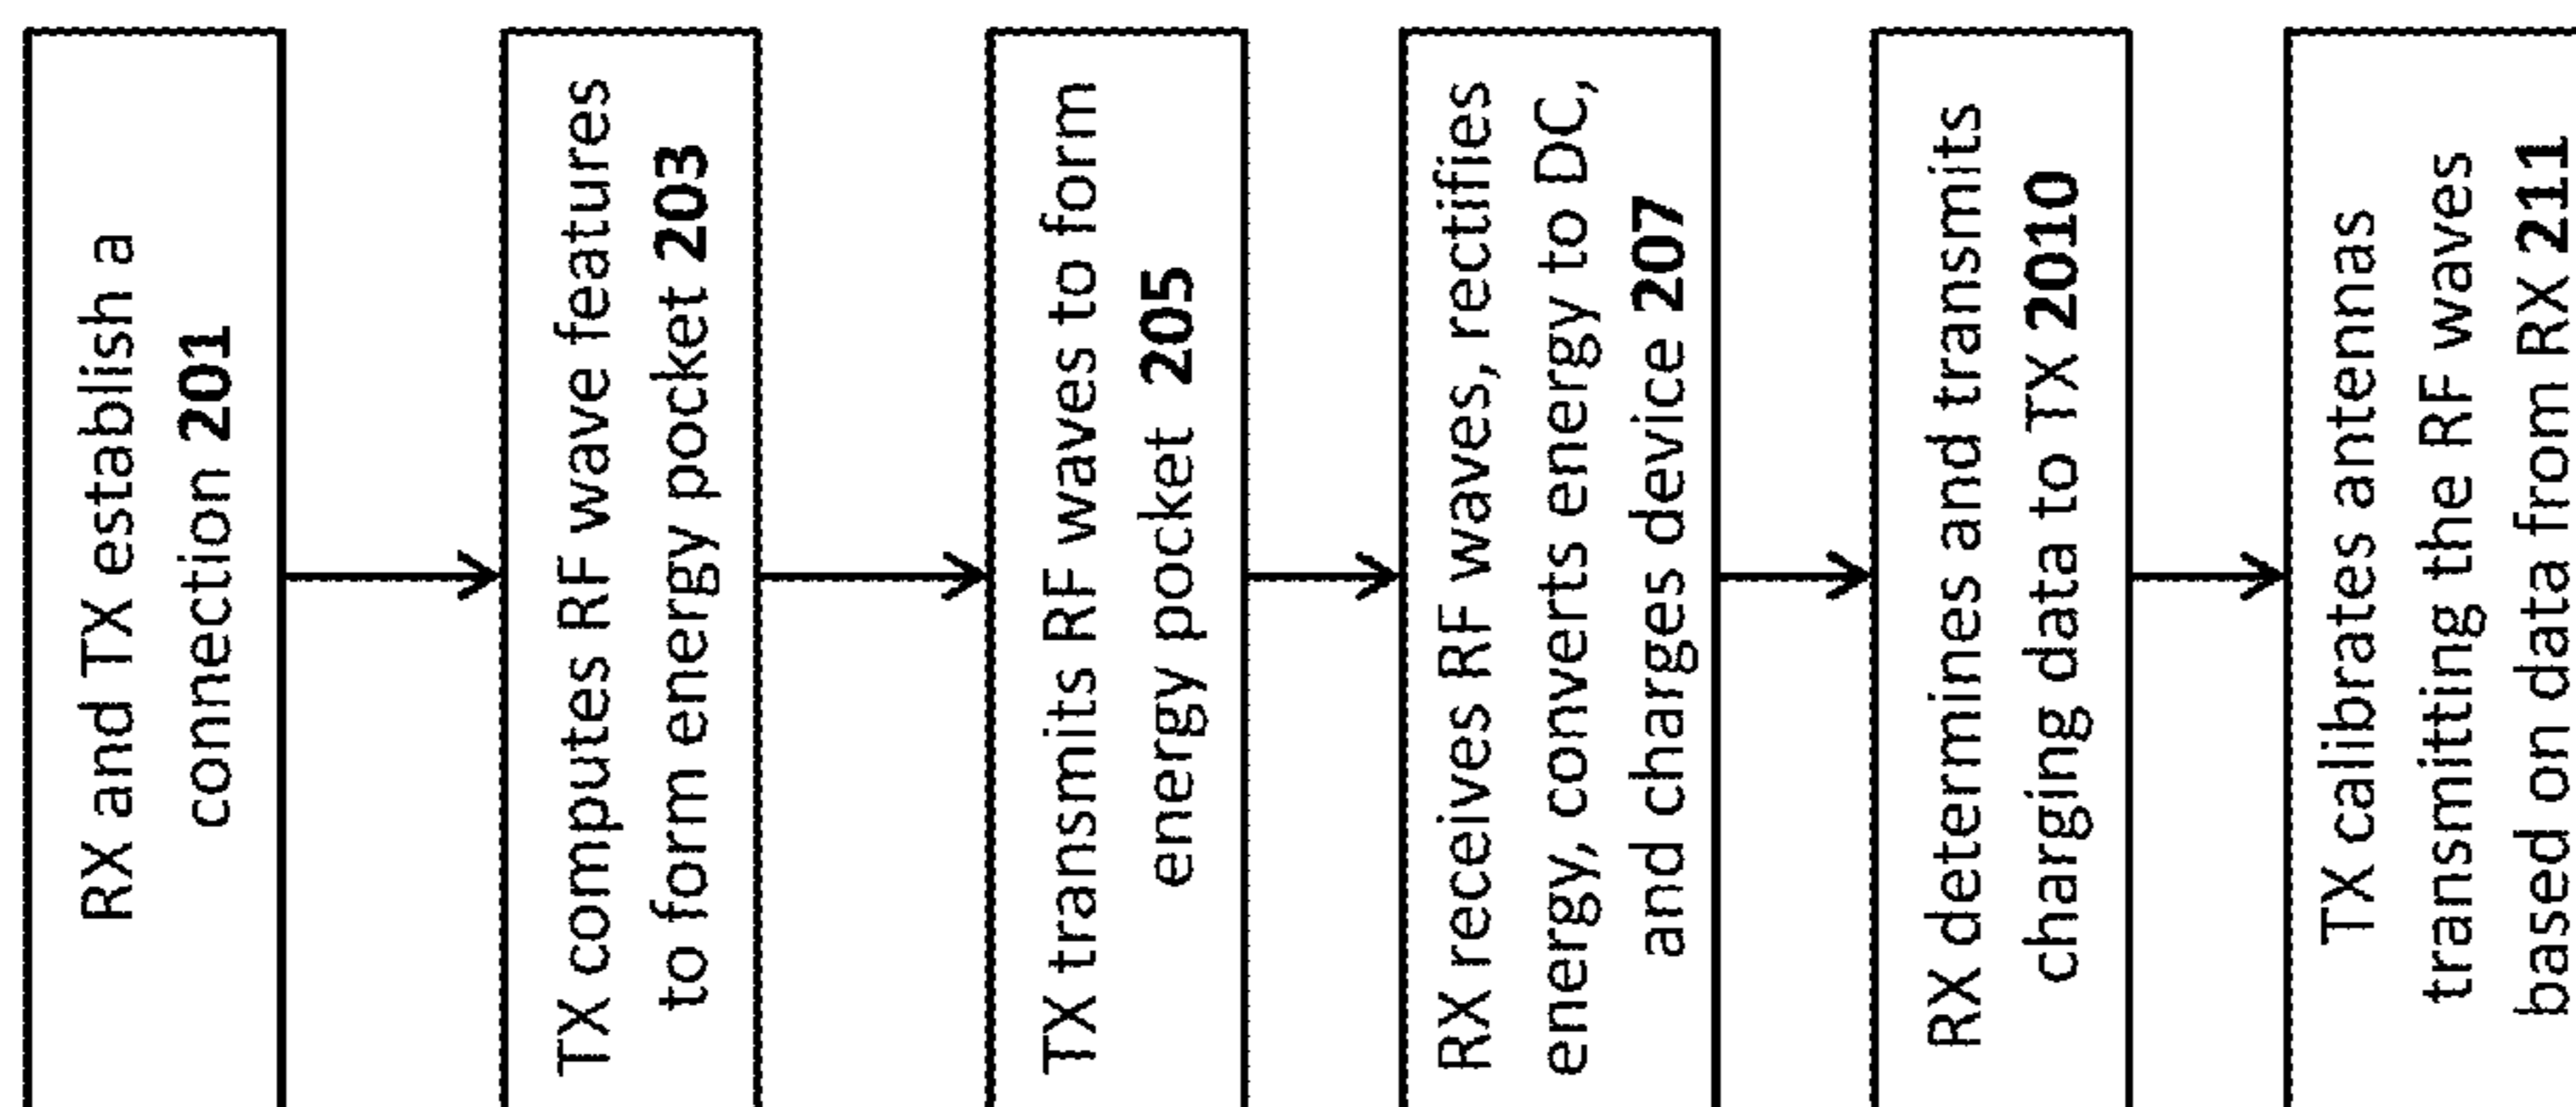 RX and TX establish a
connection 201
TX computes RF wave features
to form energy pocket 203
TX transmits RF waves to form
energy pocket 205
RX receives RF waves, rectifies
energy, converts energy to DC,
and charges device 207
RX determines and transmits
charging data to TX 2010
TX calibrates antennas
transmitting the RF waves
based on data from RX 211